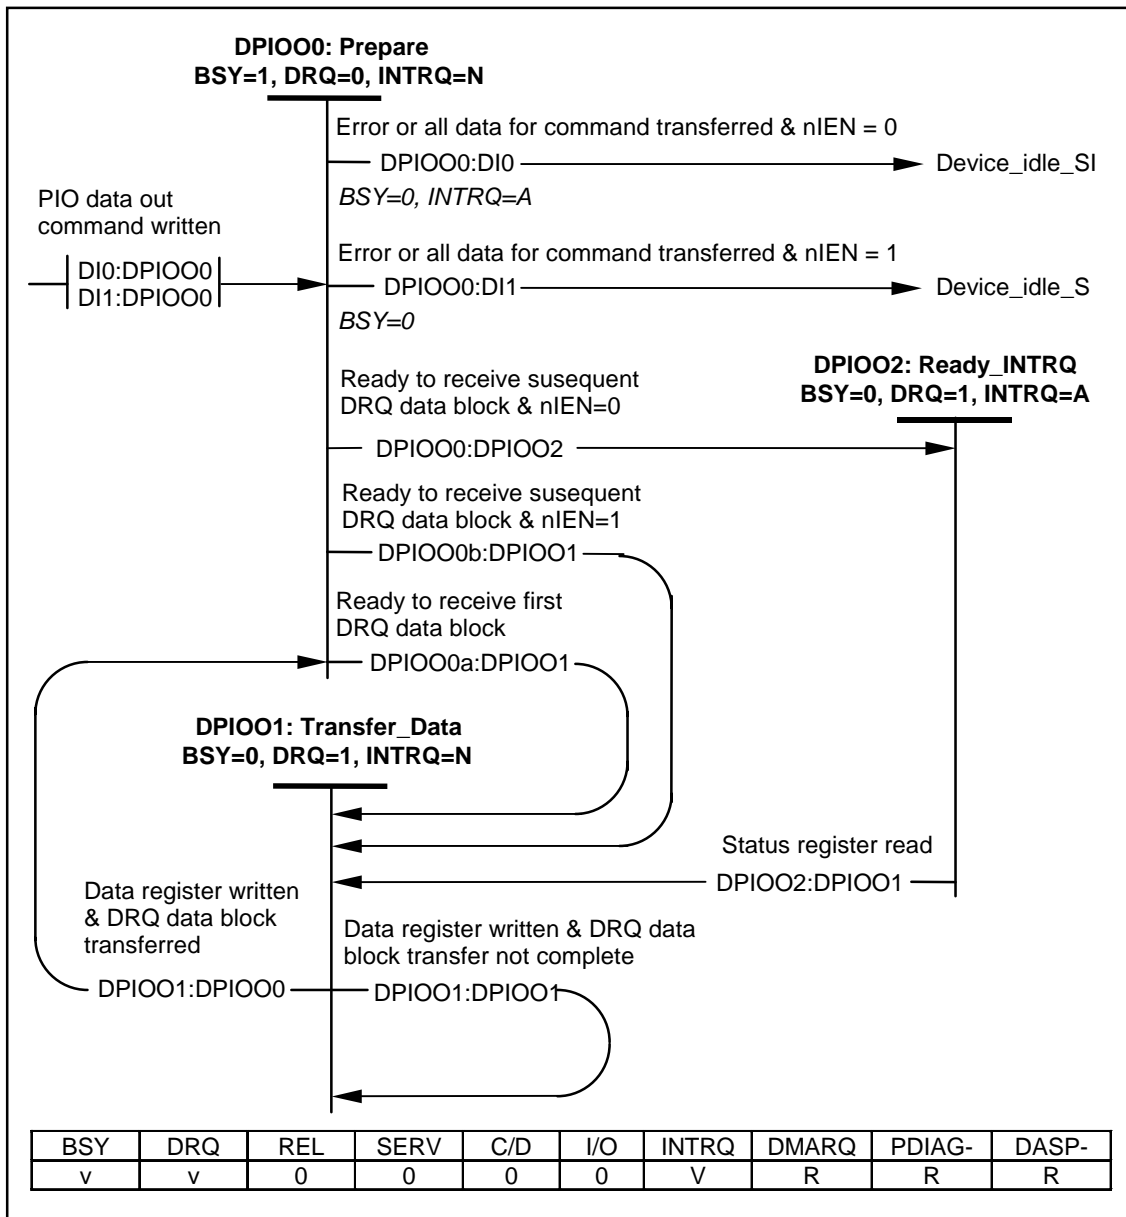 DPIOO0: Prepare
BSY=1, DRQ=0, INTRQ=N
Error or all data for command transferred & nIEN = 0
DPIOO0:DI0
Device_idle_SI
BSY=0, INTRQ=A
PIO data out
command written
DI0:DPIOO0
DI1:DPIOO0
Error or all data for command transferred & nIEN = 1
DPIOO0:DI1
Device_idle_S
BSY=0
DPIOO2: Ready_INTRQ
BSY=0, DRQ=1, INTRQ=A
Ready to receive susequent
DRQ data block & nIEN=0
DPIOO0:DPIOO2
Ready to receive susequent
DRQ data block & nIEN=1
DPIOO0b:DPIOO1
Ready to receive first
DRQ data block
DPIOO0a:DPIOO1
DPIOO1: Transfer_Data
BSY=0, DRQ=1, INTRQ=N
Status register read
DPIOO2:DPIOO1
Data register written
& DRQ data block
transferred
DPIOO1:DPIOO0
Data register written & DRQ data
block transfer not complete
DPIOO1:DPIOO1
BSY DRQ REL SERV C/D I/O INTRQ DMARQ PDIAG- DASP-
v v 0 0 0 0 V R R R